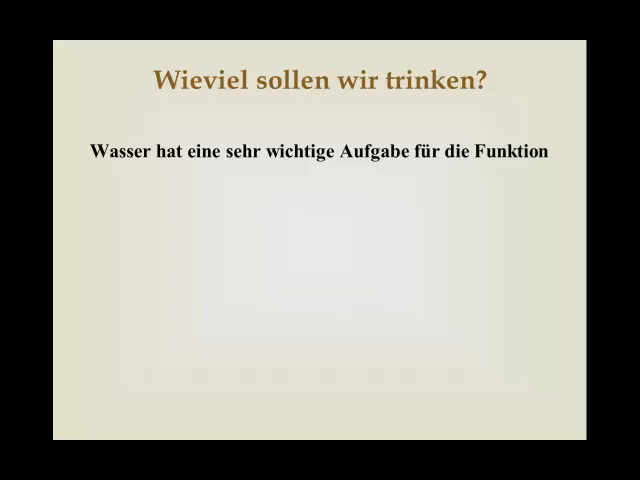 Wieviel sollen wir trinken?
Wasser hat eine sehr wichtige Aufgabe für die Funktion